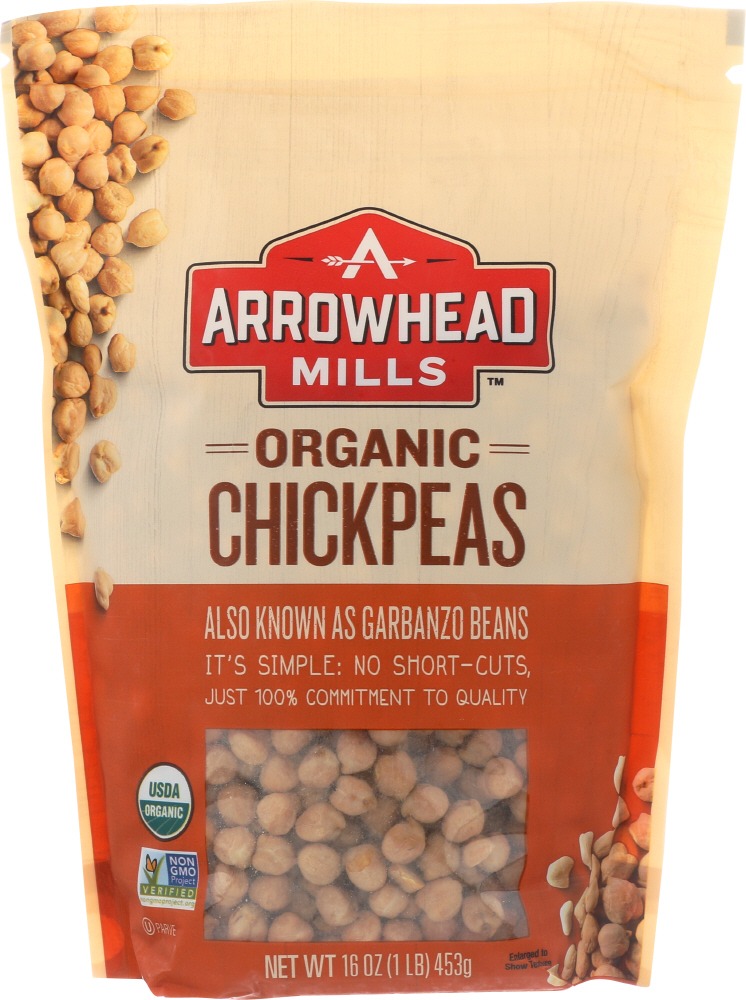 A
ARROWHEAD
MILLS
™
ORGANIC
CHICKPEAS
ALSO KNOWN AS GARBANZO BEANS
IT'S SIMPLE: NO SHORT-CUTS,
JUST 100% COMMITMENT TO QUALITY
USDA
ORGANIC
NON
GMO
Project
VERIFIED
nongmoproject.org
U PARVE
Enlarged to
Show Texture
NET WT 16 OZ (1 LB) 453g